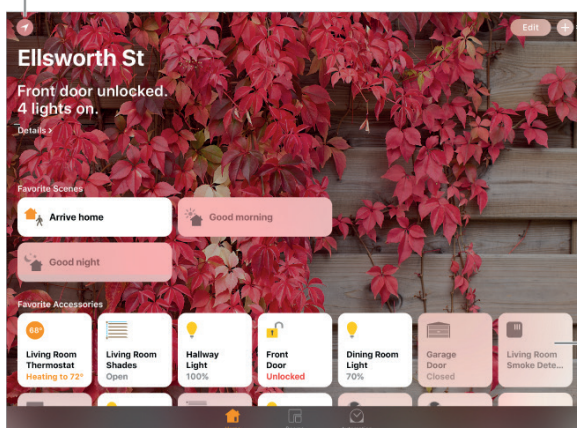 Edit
Ellsworth St
Front door unlocked.
4 lights on.
Details >
Favorite Scenes
Arrive home
Good morning
Good night
Favorite Accessories
68°
Living Room
Thermostat
Heating to 72°
Living Room
Shades
Open
Hallway
Light
100%
Front
Door
Unlocked
Dining Room
Light
70%
Garage
Door
Closed
Living Room
Smoke Dete...